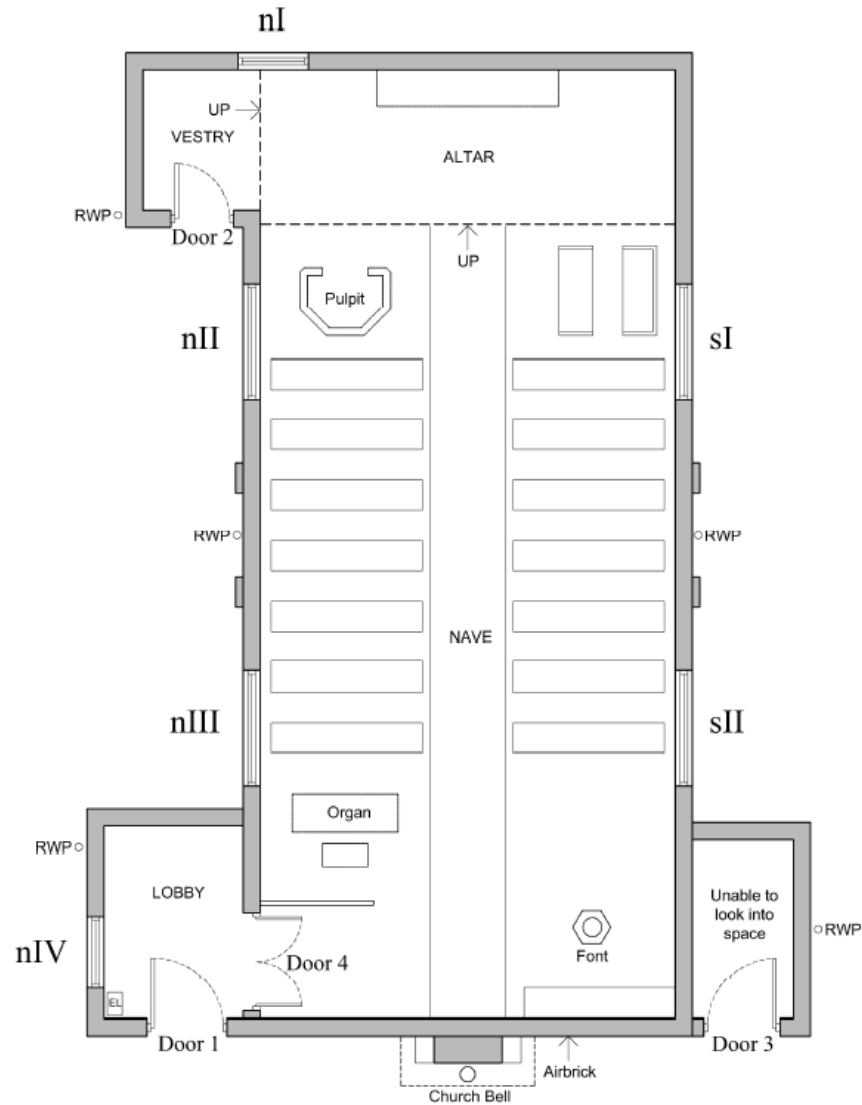 nI
UP
VESTRY
ALTAR
RWP
Door 2
UP
Pulpit
nII
sI
RWP
RWP
NAVE
nIII
sII
Organ
RWP
LOBBY
Unable to
look into
space
nIV
RWP
Font
Door 4
EL
Door 1
Door 3
Airbrick
Church Bell